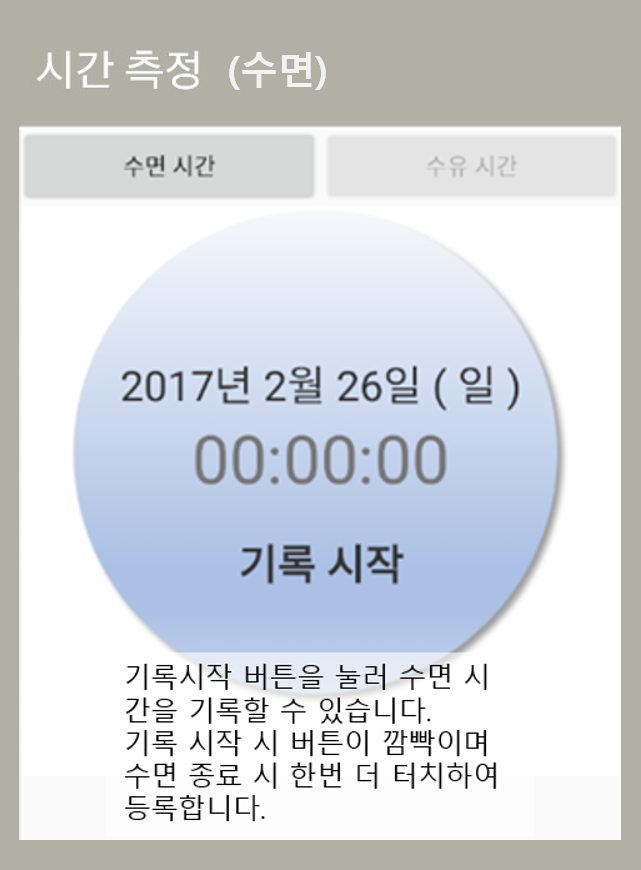 시간 측정 (수면)
수면 시간 수유 시간
2017년 2월 26일 ( 일 )
00:00:00
기록 시작
기록시작 버튼을 눌러 수면 시
간을 기록할 수 있습니다.
기록 시작 시 버튼이 깜빡이며
수면 종료 시 한번 더 터치하여
등록합니다.